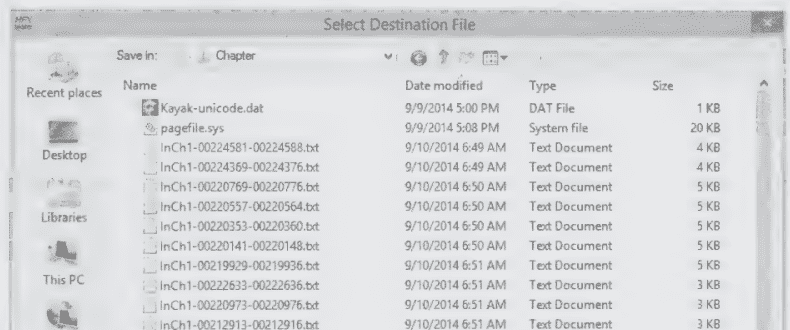 Select Destination File
Save in: Chapter
Name Date modified Type Size
Recent places
Kayak-unicode.dat 9/9/2014 5:00 PM DAT File 1 KB
pagefile.sys 9/9/2014 5:08 PM System file 20 KB
Desktop
InCh1-00224581-00224588.txt 9/10/2014 6:49 AM Text Document 4 KB
InCh1-00224369-00224376.txt 9/10/2014 6:49 AM Text Document 4 KB
InCh1-00220769-00220776.txt 9/10/2014 6:50 AM Text Document 5 KB
Libraries
InCh1-00220557-00220564.txt 9/10/2014 6:50 AM Text Document 5 KB
InCh1-00220353-00220360.txt 9/10/2014 6:50 AM Text Document 5 KB
InCh1-00220141-00220148.txt 9/10/2014 6:50 AM Text Document 5 KB
This PC
InCh1-00219929-00219936.txt 9/10/2014 6:51 AM Text Document 5 KB
InCh1-00222633-00222636.txt 9/10/2014 6:51 AM Text Document 3 KB
InCh1-00220973-00220976.txt 9/10/2014 6:51 AM Text Document 3 KB
InCh1-00212913-00212916.txt 9/10/2014 6:51 AM Text Document 3 KB